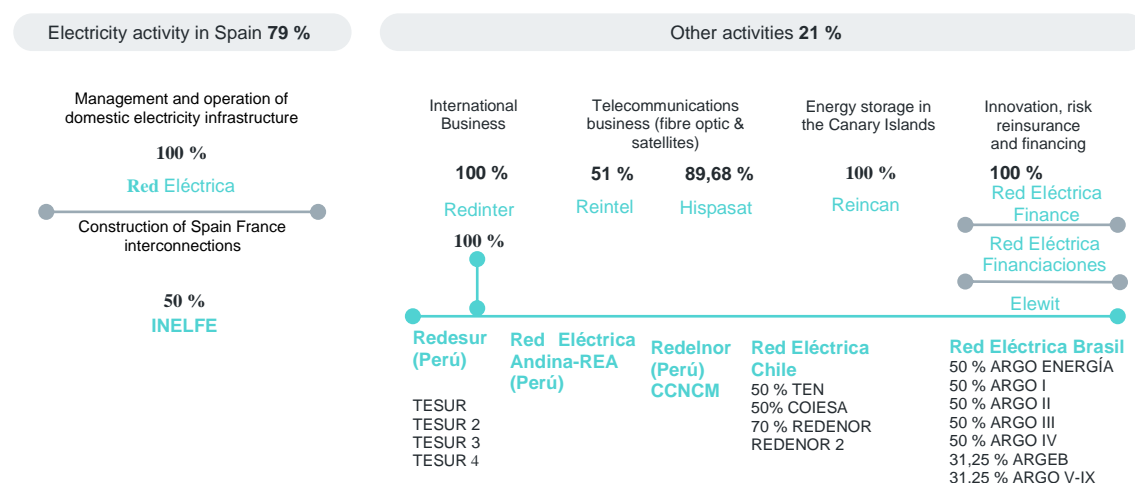 Electricity activity in Spain 79 %
Other activities 21 %
Management and operation of
domestic electricity infrastructure
100 %
Red Eléctrica
Construction of Spain France
interconnections
50 %
INELFE
International
Business
100 %
Redinter
100 %
Telecommunications
business (fibre optic &
satellites)
51 %
Reintel
89,68 %
Hispasat
Energy storage in
the Canary Islands
100 %
Reincan
Innovation, risk
reinsurance
and financing
100 %
Red Eléctrica
Finance
Red Eléctrica
Financiaciones
Elewit
Redesur
(Perú)
TESUR
TESUR 2
TESUR 3
TESUR 4
Red Eléctrica
Andina-REA
(Perú)
Redelnor
(Perú)
CCNCM
Red Eléctrica
Chile
50 % TEN
50% COIESA
70 % REDENOR
REDENOR 2
Red Eléctrica Brasil
50 % ARGO ENERGÍA
50 % ARGO I
50 % ARGO II
50 % ARGO III
50 % ARGO IV
31,25 % ARGEB
31,25 % ARGO V-IX